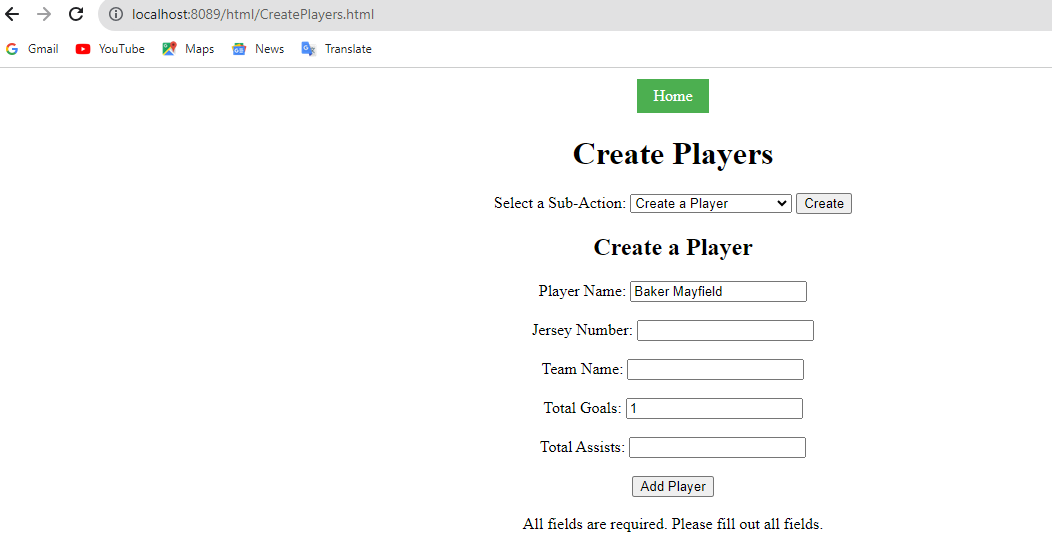 localhost:8089/html/CreatePlayers.html
Gmail YouTube Maps News Translate
Home
Create Players
Select a Sub-Action: Create a Player Create
Create a Player
Player Name: Baker Mayfield
Jersey Number:
Team Name:
Total Goals: 1
Total Assists:
Add Player
All fields are required. Please fill out all fields.